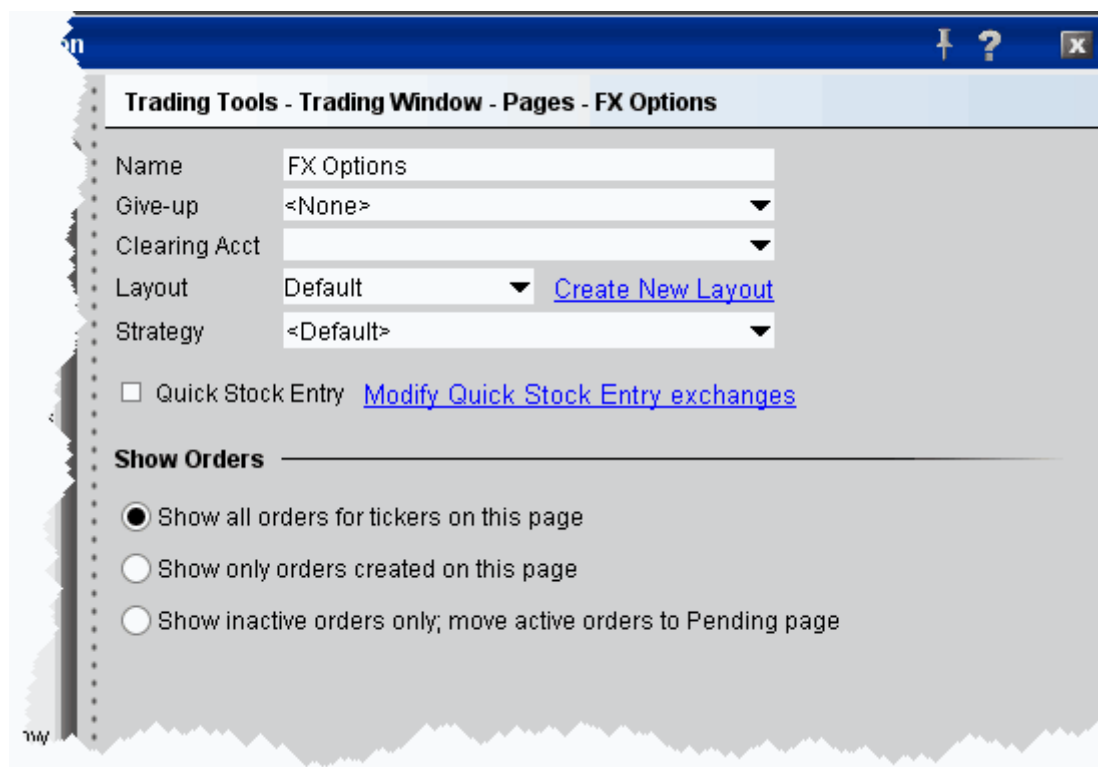 on
Trading Tools - Trading Window - Pages - FX Options
Name FX Options
Give-up <None>
Clearing Acct
Layout Default Create New Layout
Strategy <Default>
Quick Stock Entry Modify Quick Stock Entry exchanges
Show Orders
Show all orders for tickers on this page
Show only orders created on this page
Show inactive orders only; move active orders to Pending page